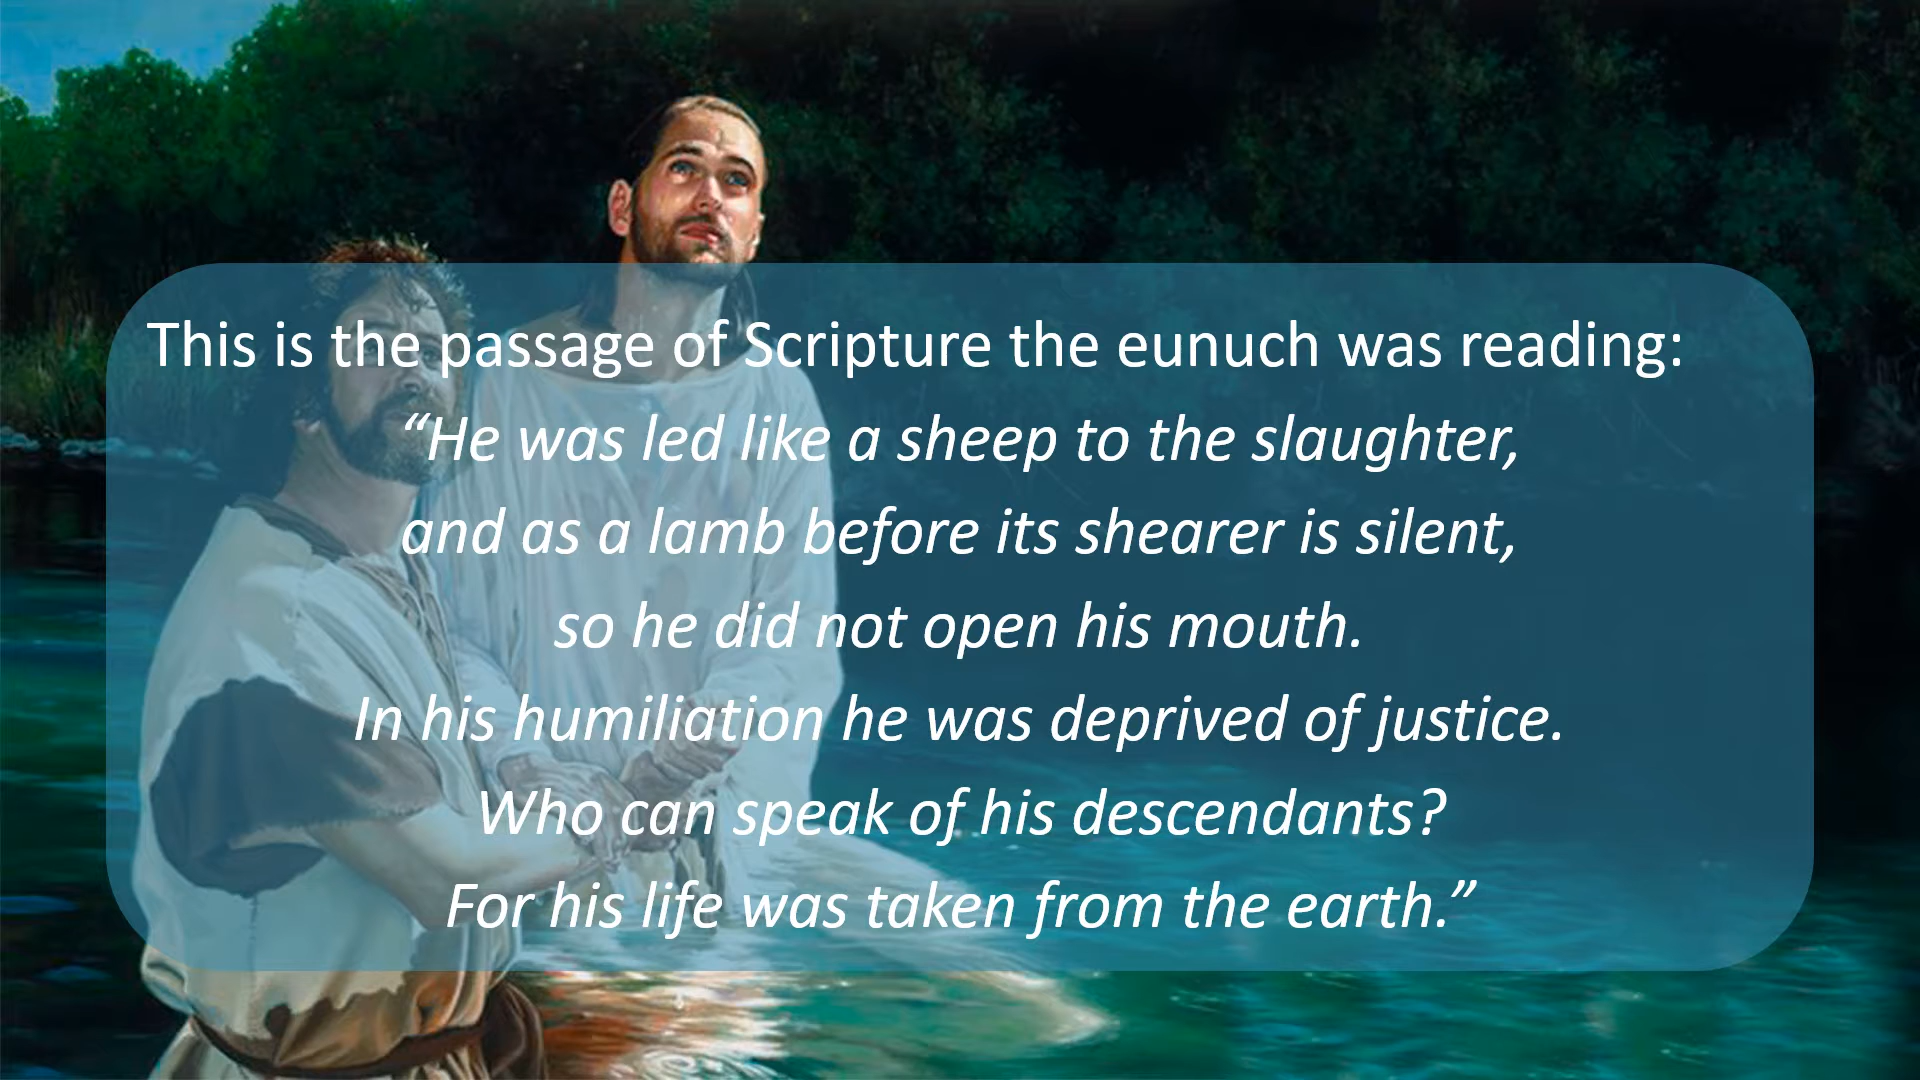 This is the passage of Scripture the eunuch was reading:
“He was led like a sheep to the slaughter,
and as a lamb before its shearer is silent,
so he did not open his mouth.
In his humiliation he was deprived of justice.
Who can speak of his descendants?
For his life was taken from the earth.”